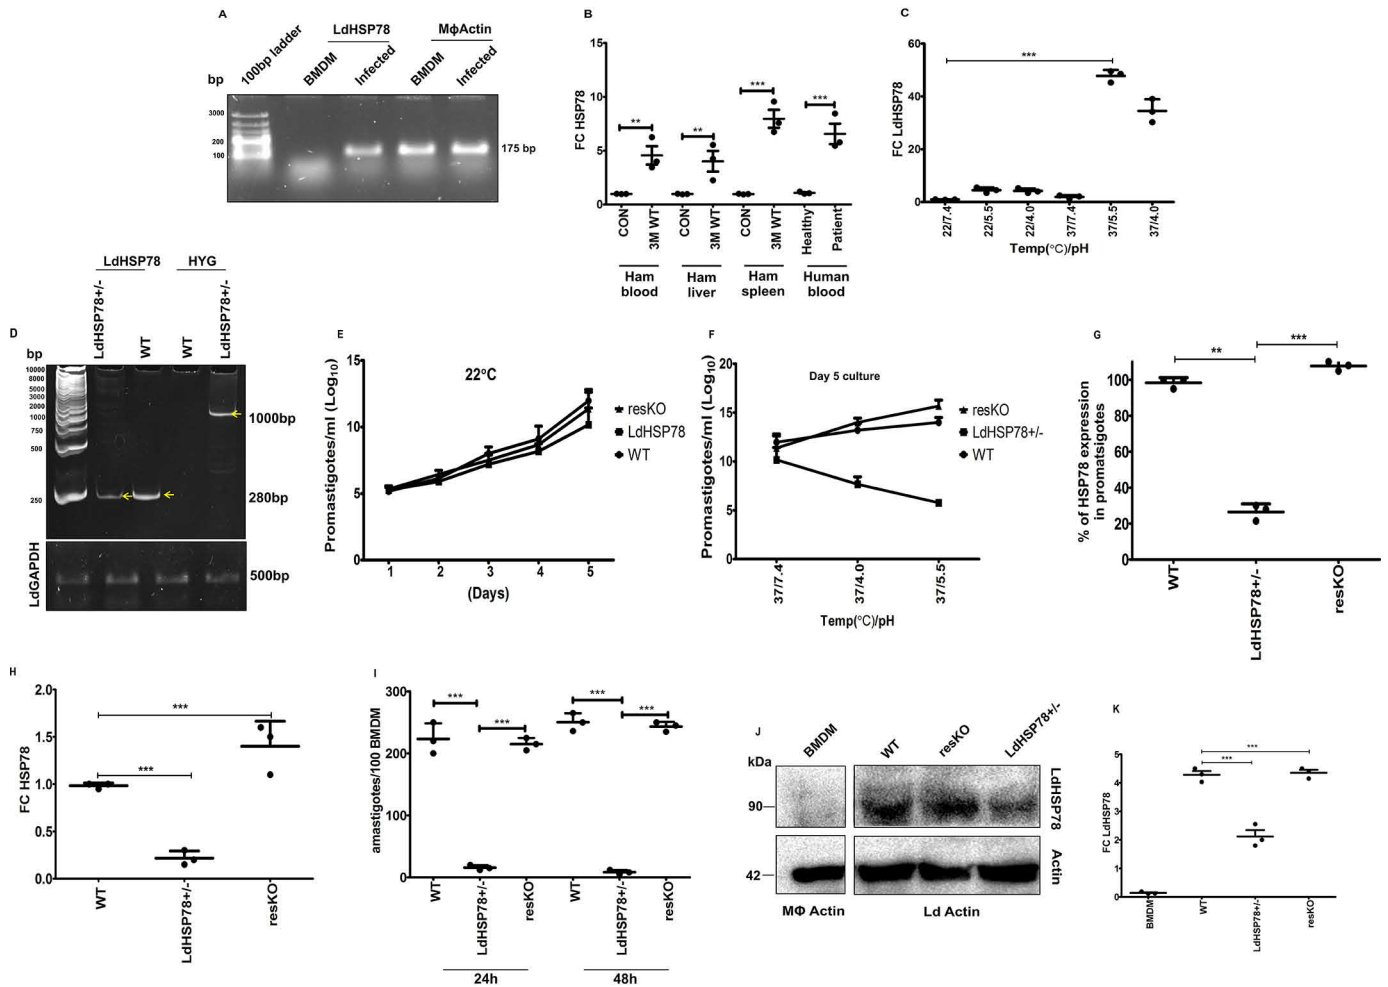 A
LdHSP78
MϕActin
bp
100bp ladder
BMDM
Infected
BMDM
Infected
3000
200
100
175 bp
B
FC HSP78
15
10
5
0
**
**
***
***
CON
3M WT
CON
3M WT
CON
3M WT
Healthy
Patient
Ham
blood
Ham
liver
Ham
spleen
Human
blood
C
FC LdHSP78
60
40
20
0
***
22/7.4
22/5.5
22/4.0
37/7.4
37/5.5
37/4.0
Temp(°C)/pH
D
LdHSP78
HYG
bp
LdHSP78+/-
WT
WT
LdHSP78+/-
10000
8000
5000
3000
2000
1000
750
500
250
1000bp
280bp
LdGAPDH
500bp
E
Promastigotes/ml (Log10)
15
10
5
0
22°C
resKO
LdHSP78
WT
1 2 3 4 5
(Days)
F
Promastigotes/ml (Log10)
20
15
10
5
0
Day 5 culture
resKO
LdHSP78+/-
WT
37/7.4
37/4.0
37/5.5
Temp(°C)/pH
G
% of HSP78 expression
in promatsigotes
100
80
60
40
20
0
**
***
WT
LdHSP78+/-
resKO
H
FC HSP78
2.0
1.5
1.0
0.5
0.0
***
***
WT
LdHSP78+/-
resKO
I
amastigotes/100 BMDM
300
200
100
0
***
***
***
***
WT
LdHSP78+/-
resKO
WT
LdHSP78+/-
resKO
24h
48h
J
kDa
BMDM
WT
resKO
LdHSP78+/-
90
42
LdHSP78
Actin
MΦ Actin
Ld Actin
K
FC LdHSP78
5
4
3
2
1
0
***
***
BMDM
WT
LdHSP78+/-
resKO